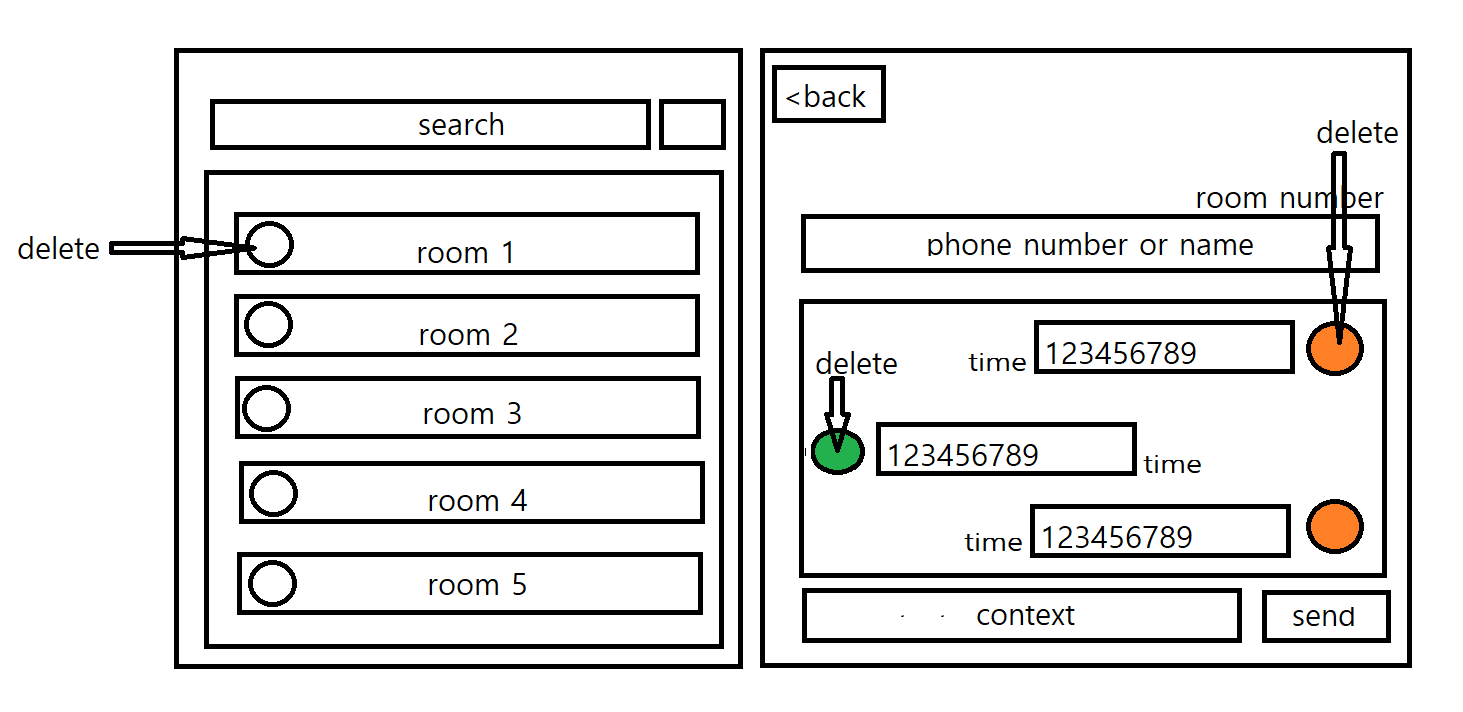 search
delete
room 1
room 2
room 3
room 4
room 5
<back
delete
room number
phone number or name
time 123456789
delete
123456789 time
time 123456789
context
send